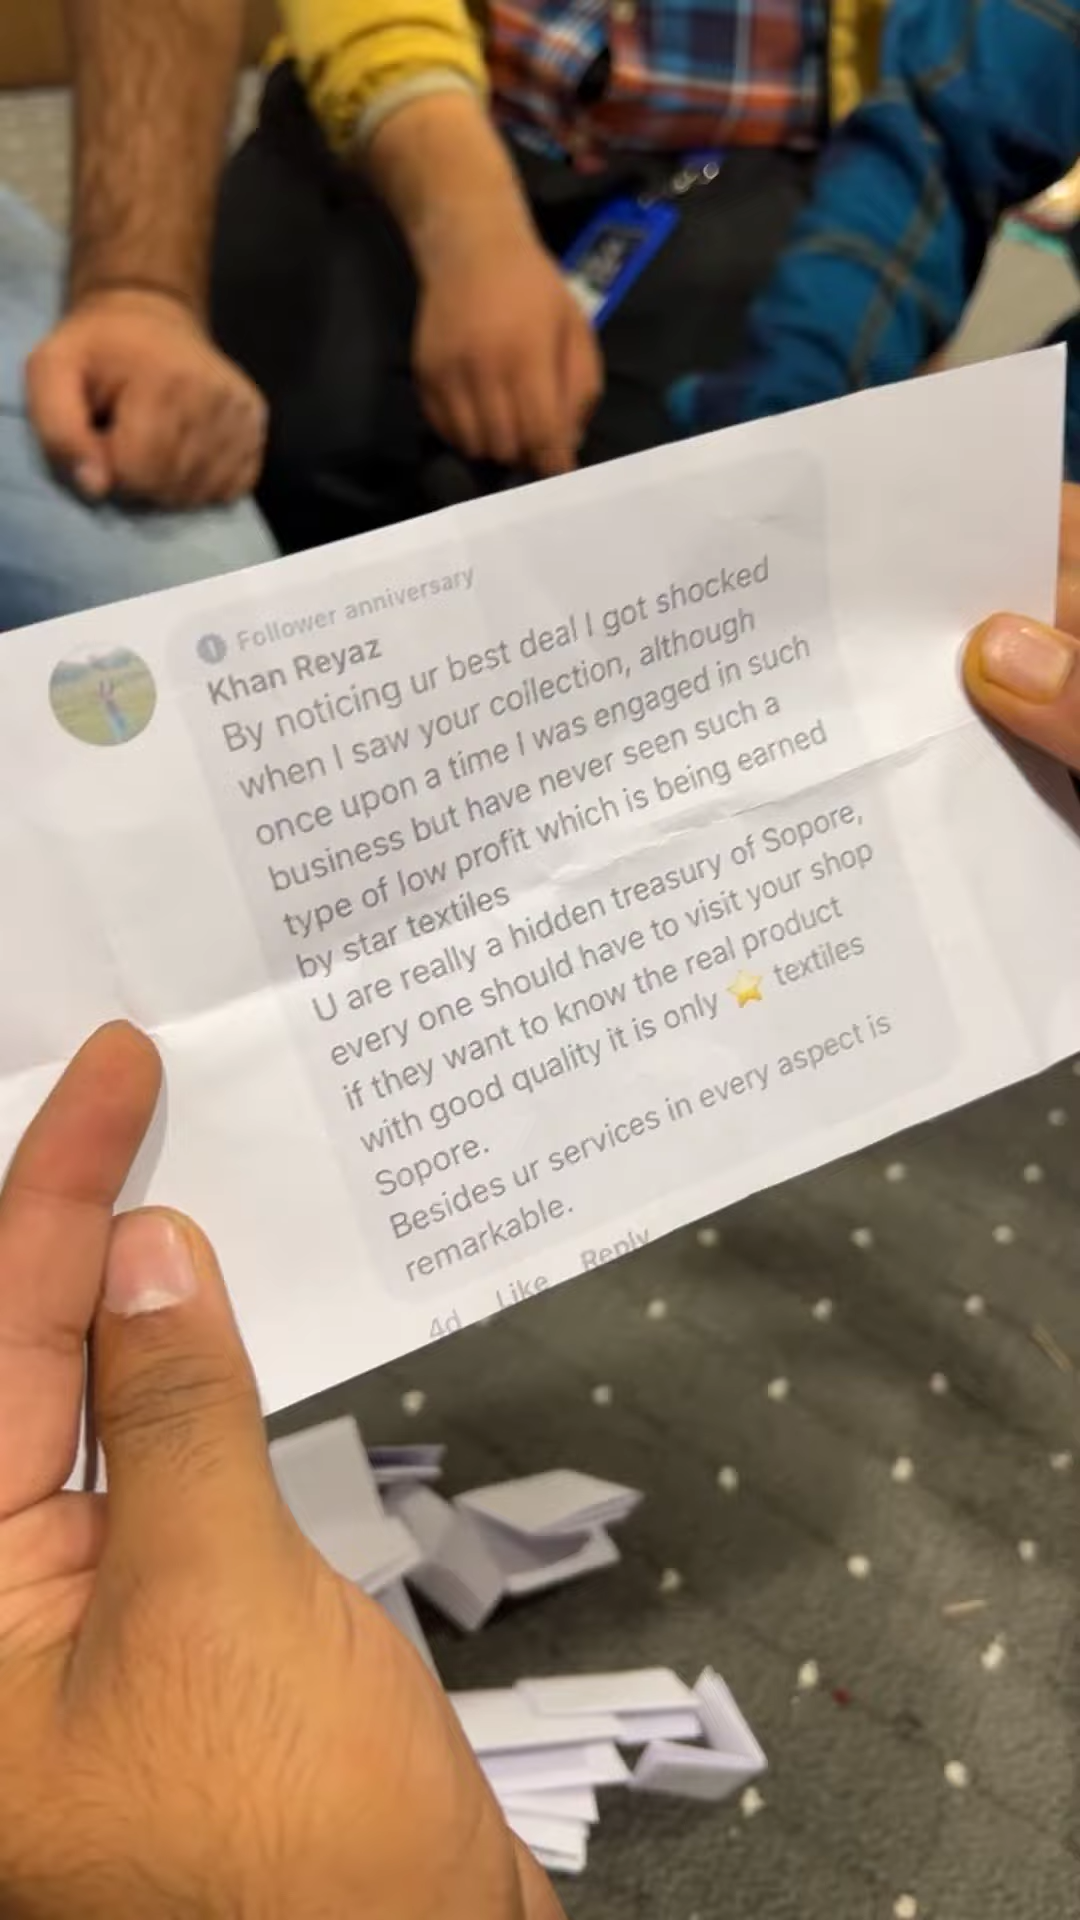 Follower anniversary
Khan Reyaz
By noticing ur best deal I got shocked
when I saw your collection, although
once upon a time I was engaged in such
business but have never seen such a
type of low profit which is being earned
by star textiles
U are really a hidden treasury of Sopore,
every one should have to visit your shop
if they want to know the real product
with good quality it is only ⭐ textiles
Sopore.
Besides ur services in every aspect is
remarkable.
4d Like Reply